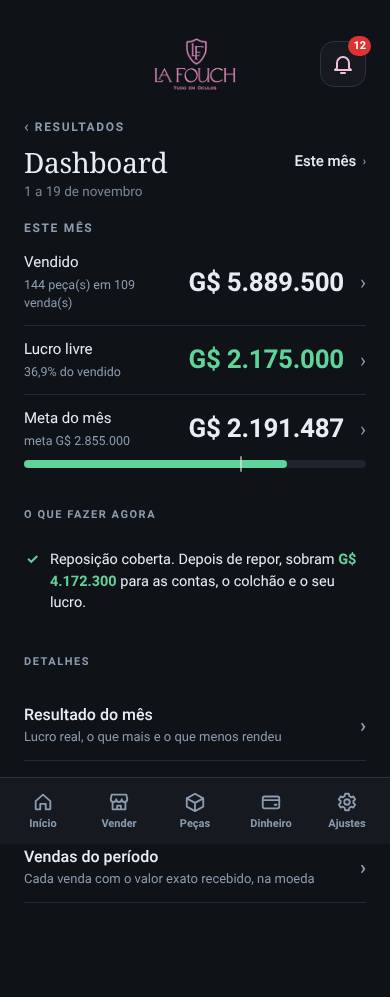 LF
LA FOUCH
Tudo em Óculos
12
‹ RESULTADOS
Dashboard
Este mês ›
1 a 19 de novembro
ESTE MÊS
Vendido
144 peça(s) em 109
venda(s)
G$ 5.889.500 ›
Lucro livre
36,9% do vendido
G$ 2.175.000 ›
Meta do mês
meta G$ 2.855.000
G$ 2.191.487 ›
O QUE FAZER AGORA
Reposição coberta. Depois de repor, sobram G$
4.172.300 para as contas, o colchão e o seu
lucro.
DETALHES
Resultado do mês
Lucro real, o que mais e o que menos rendeu
›
Início
Vender
Peças
Dinheiro
Ajustes
Vendas do período
Cada venda com o valor exato recebido, na moeda
›